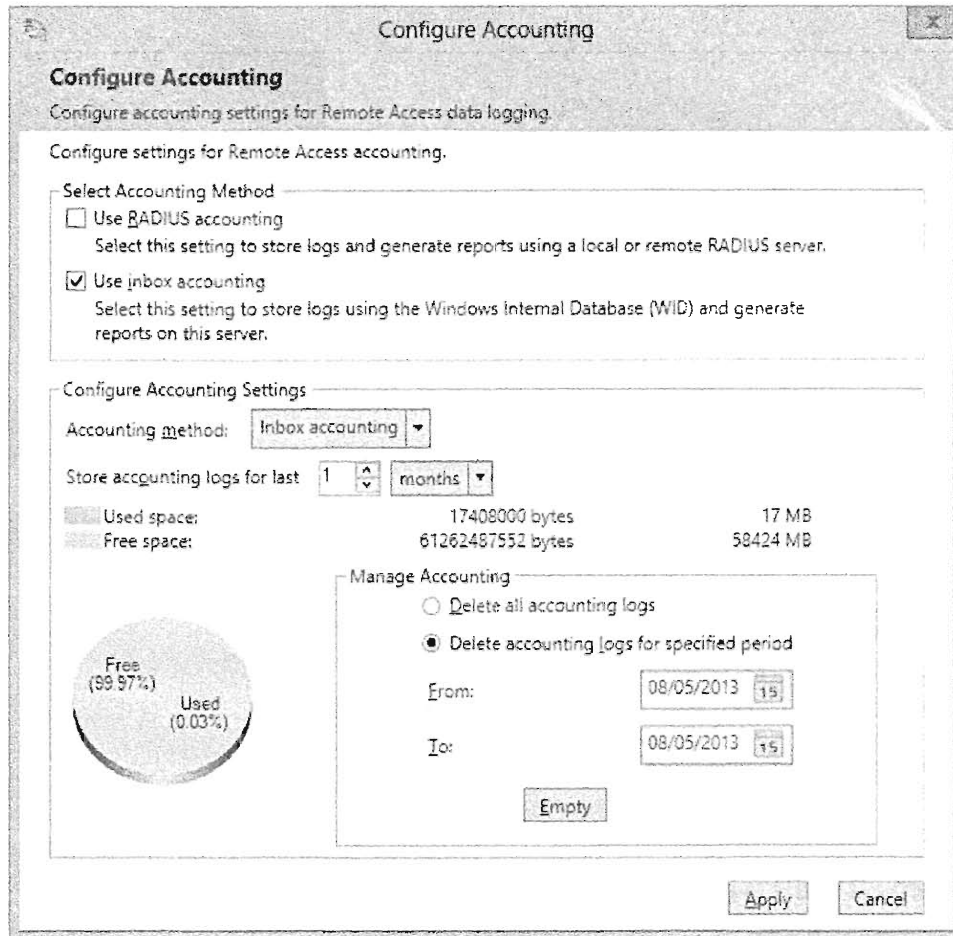 Configure Accounting
Configure Accounting
Configure accounting settings for Remote Access data logging.
Configure settings for Remote Access accounting.
Select Accounting Method
Use RADIUS accounting
Select this setting to store logs and generate reports using a local or remote RADIUS server.
Use inbox accounting
Select this setting to store logs using the Windows Internal Database (WID) and generate
reports on this server.
Configure Accounting Settings
Accounting method: Inbox accounting
Store accounting logs for last 1 months
Used space: 17408000 bytes 17 MB
Free space: 61262487552 bytes 58424 MB
Manage Accounting
Delete all accounting logs
Delete accounting logs for specified period
Free
(99.97%)
Used
(0.03%)
From: 08/05/2013 15
To: 08/05/2013 15
Empty
Apply Cancel